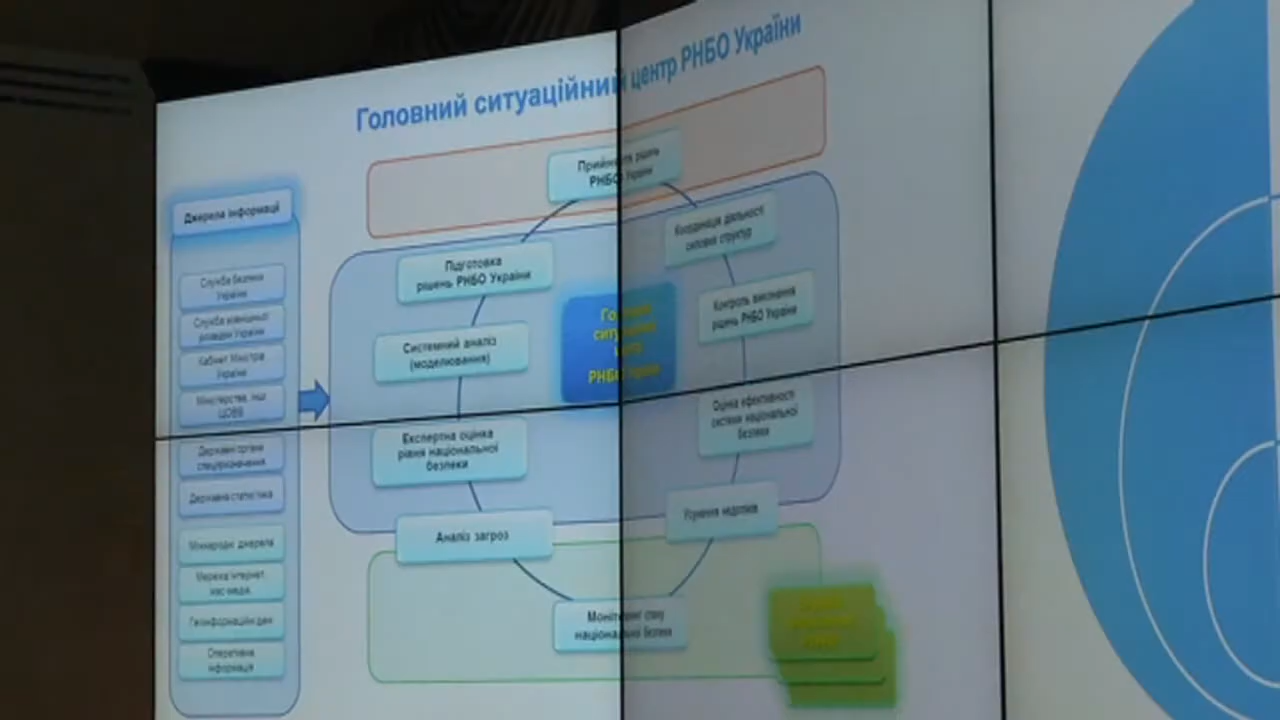 Головний ситуаційний центр РНБО України
Прийняття рішень
РНБО України
Джерела інформації
Координація діяльності
силових структур
Підготовка
рішень РНБО України
Служба безпеки
України
Служба зовнішньої
розвідки України
Контроль виконання
рішень РНБО України
Головний
ситуаційний
центр
РНБО України
Системний аналіз
(моделювання)
Кабінет Міністрів
України
Міністерства, інші
ЦОВВ
Оцінка ефективності
системи національної
безпеки
Експертна оцінка
рівня національної
безпеки
Державні органи
спецпризначення
Державна статистика
Усунення недоліків
Аналіз загроз
Міжнародні джерела
Мережа інтернет,
мас-медіа,
Моніторинг стану
національної безпеки
Геоінформаційні дані
Оперативна
інформація